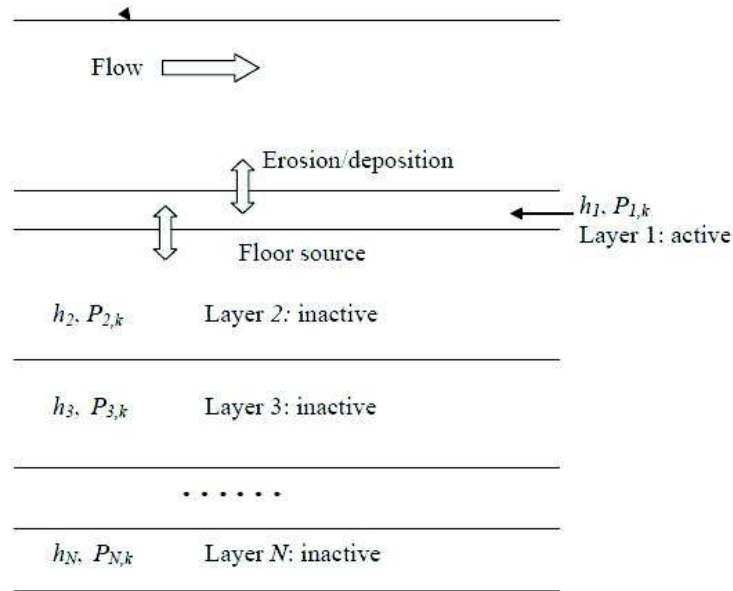 Flow
Erosion/deposition
h1, P1,k
Layer 1: active
Floor source
h2, P2,k Layer 2: inactive
h3, P3,k Layer 3: inactive
......
hN, PN,k Layer N: inactive